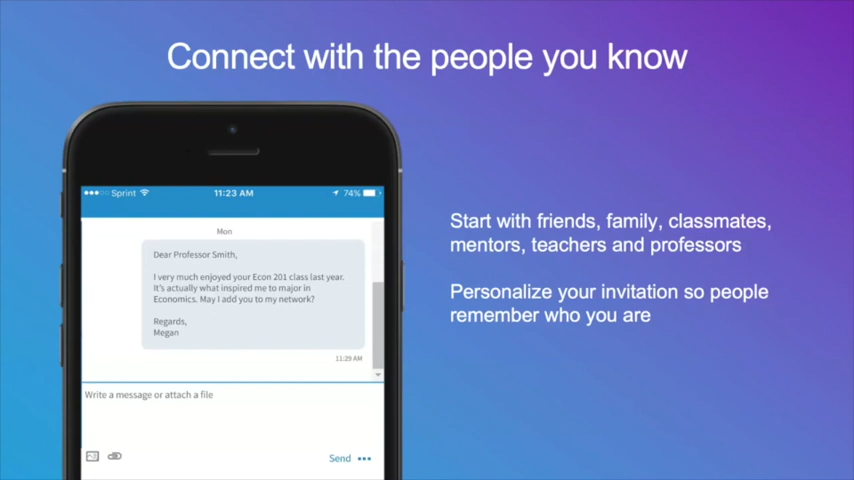 Connect with the people you know
Sprint
11:23 AM
74%
Mon
Dear Professor Smith,
I very much enjoyed your Econ 201 class last year.
It's actually what inspired me to major in
Economics. May I add you to my network?
Regards,
Megan
11:29 AM
Write a message or attach a file
Send
Start with friends, family, classmates,
mentors, teachers and professors
Personalize your invitation so people
remember who you are